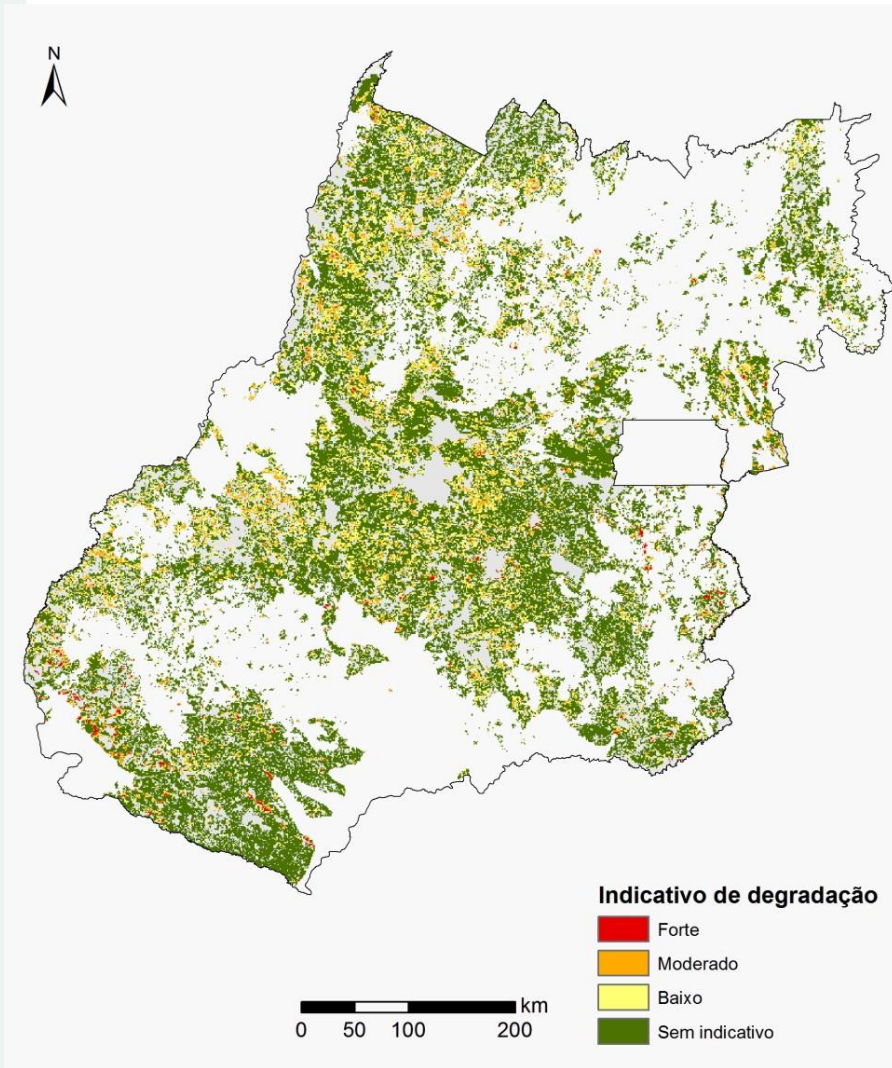 N
Indicativo de degradação
Forte
Moderado
Baixo
Sem indicativo
km
0 50 100 200